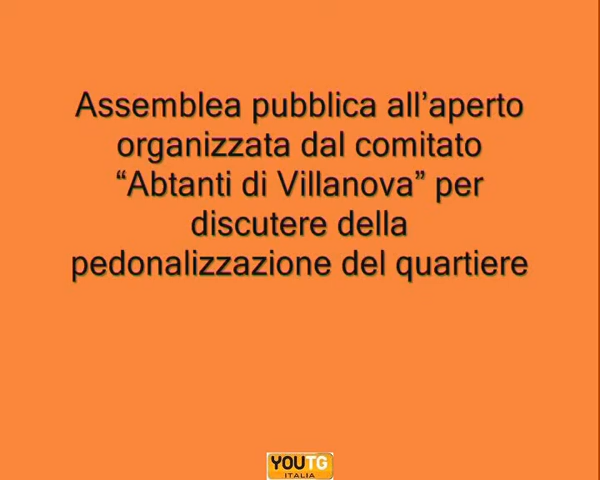 Assemblea pubblica all’aperto
organizzata dal comitato
“Abtanti di Villanova” per
discutere della
pedonalizzazione del quartiere
YOUTG
ITALIA